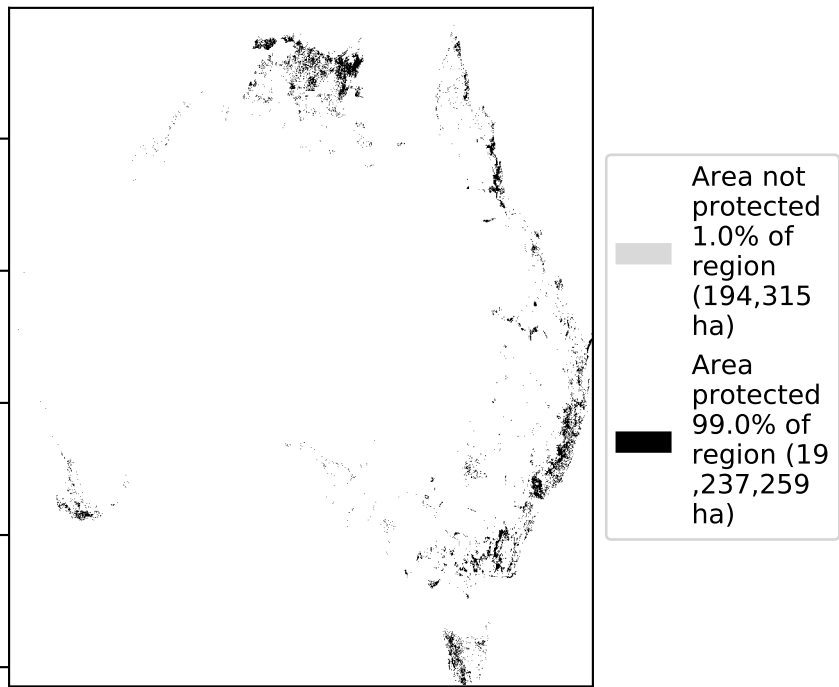 Area not
protected
1.0% of
region
(194,315
ha)
Area
protected
99.0% of
region (19
,237,259
ha)